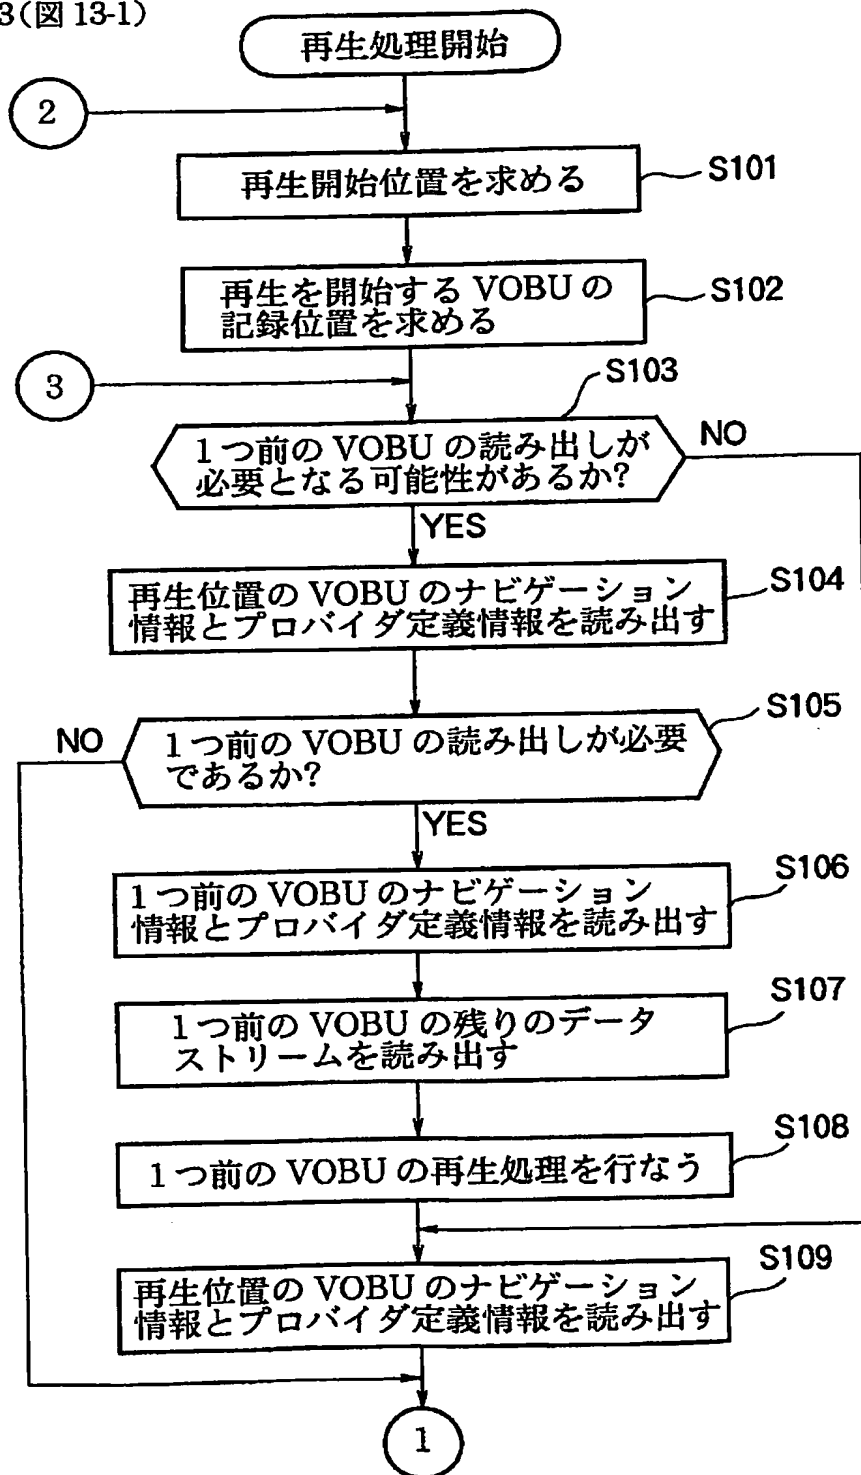 3(図 13-1)
再生処理開始
2
再生開始位置を求める
S101
再生を開始する VOBU の
記録位置を求める
S102
3
S103
1つ前の VOBU の読み出しが
必要となる可能性があるか?
NO
YES
再生位置の VOBU のナビゲーション
情報とプロバイダ定義情報を読み出す
S104
S105
NO
1つ前の VOBU の読み出しが必要
であるか?
YES
S106
1つ前の VOBU のナビゲーション
情報とプロバイダ定義情報を読み出す
S107
1つ前の VOBU の残りのデータ
ストリームを読み出す
S108
1つ前の VOBU の再生処理を行なう
S109
再生位置の VOBU のナビゲーション
情報とプロバイダ定義情報を読み出す
1